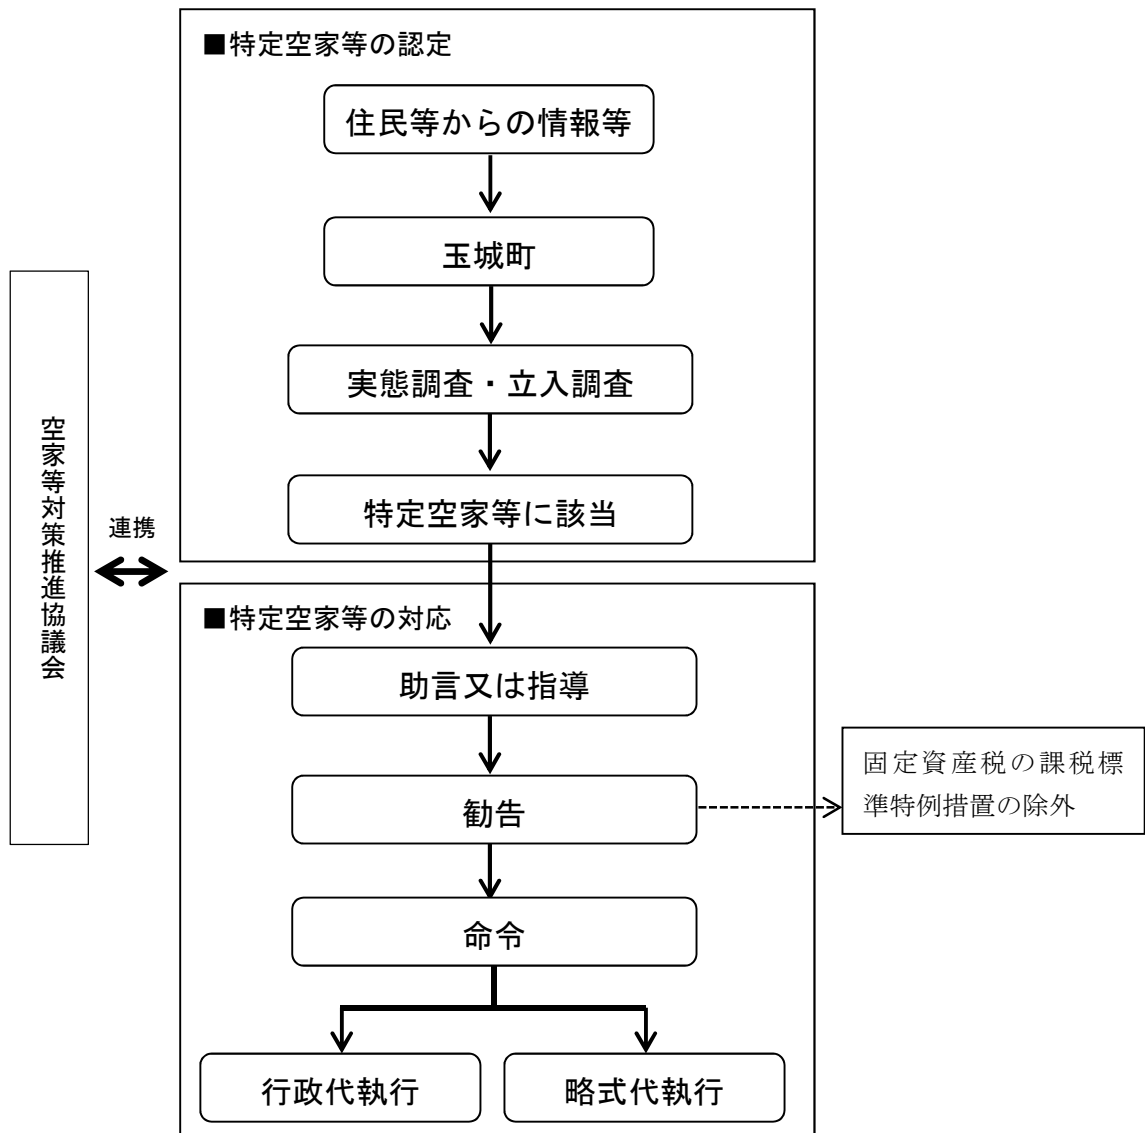 ■特定空家等の認定
住民等からの情報等
玉城町
実態調査・立入調査
特定空家等に該当
空家等対策推進協議会
連携
■特定空家等の対応
助言又は指導
勧告
固定資産税の課税標
準特例措置の除外
命令
行政代執行
略式代執行